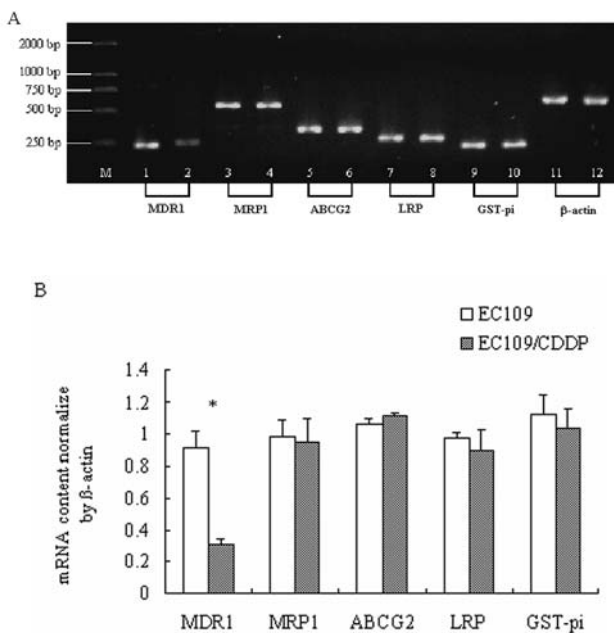 A
2000 bp
1000 bp
750 bp
500 bp
250 bp
M 1 2 3 4 5 6 7 8 9 10 11 12
MDR1 MRP1 ABCG2 LRP GST-pi β-actin
B
EC109
EC109/CDDP
mRNA content normalize
by ß-actin
1.4
1.2
1
0.8
0.6
0.4
0.2
0
*
MDR1 MRP1 ABCG2 LRP GST-pi